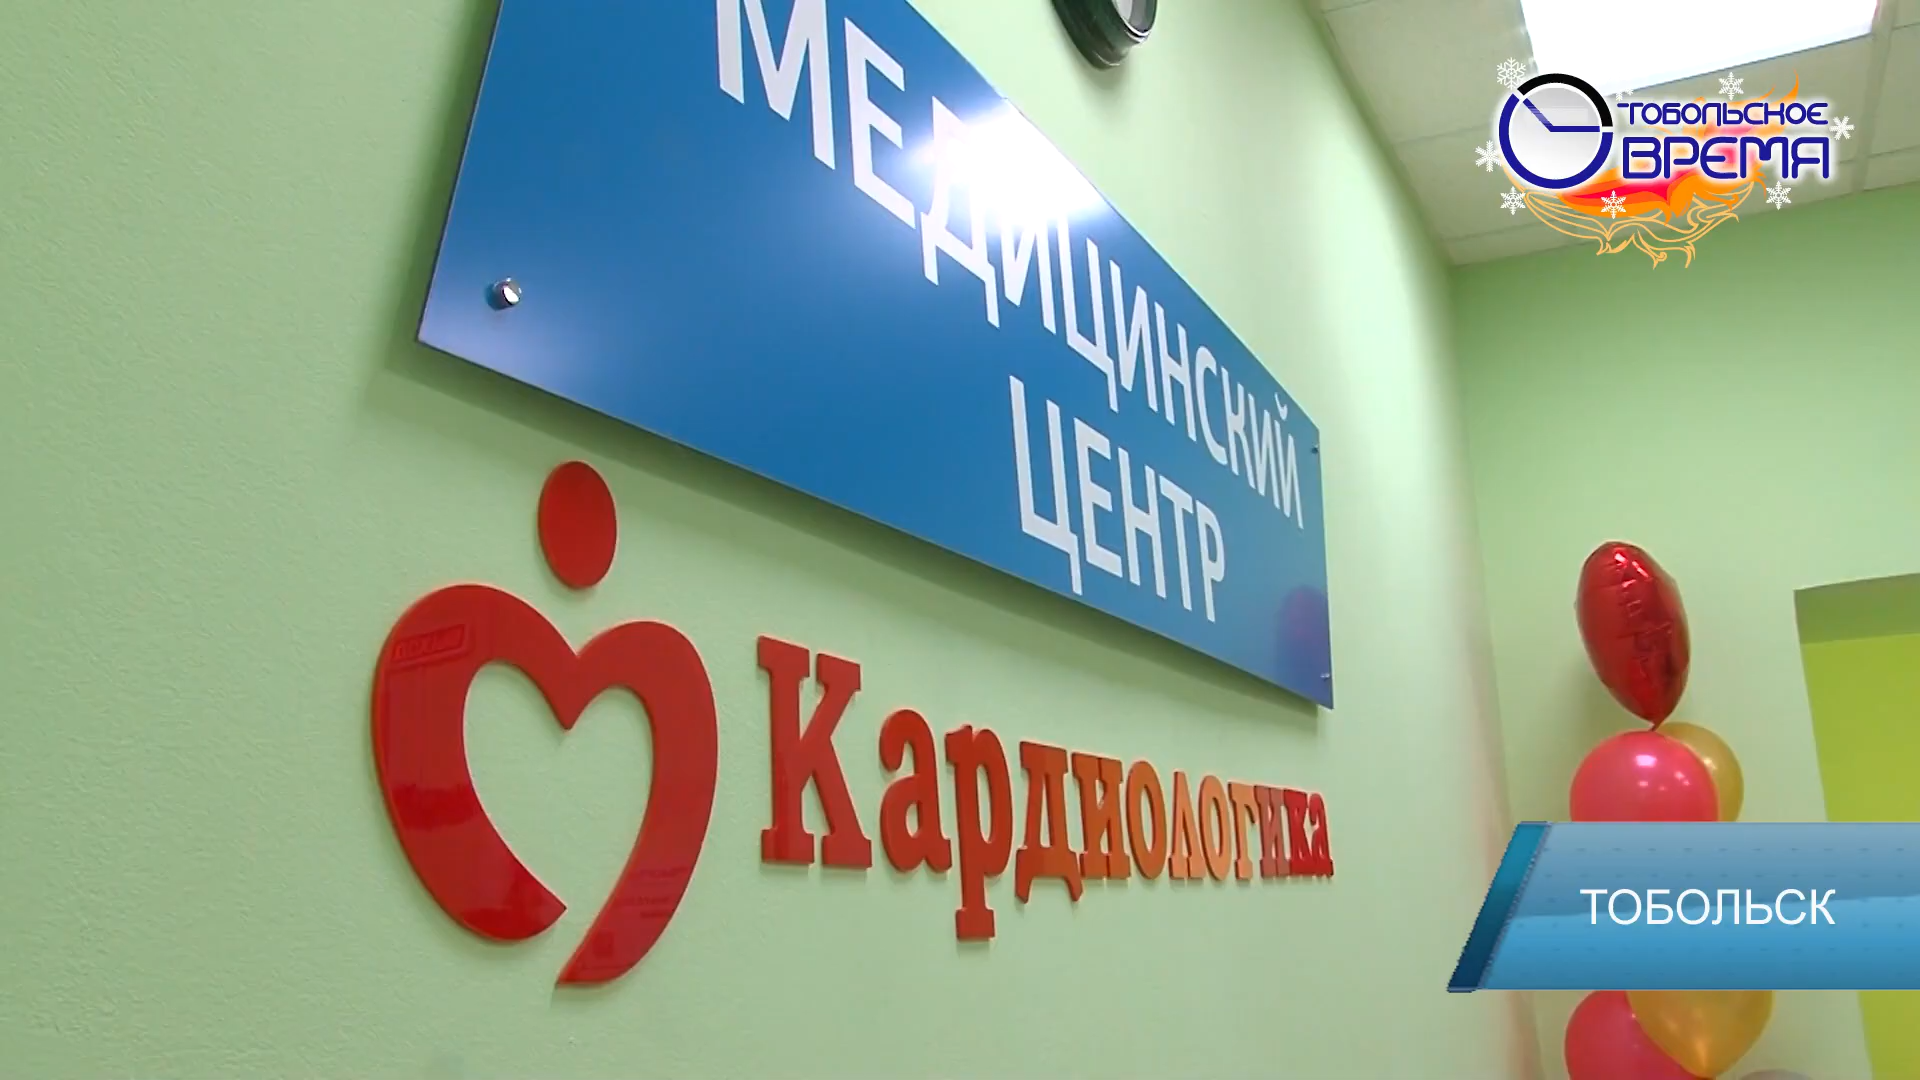 МЕДИЦИНСКИЙ
ЦЕНТР
Кардиологика
ТОБОЛЬСКОЕ
ВРЕМЯ
ТОБОЛЬСК